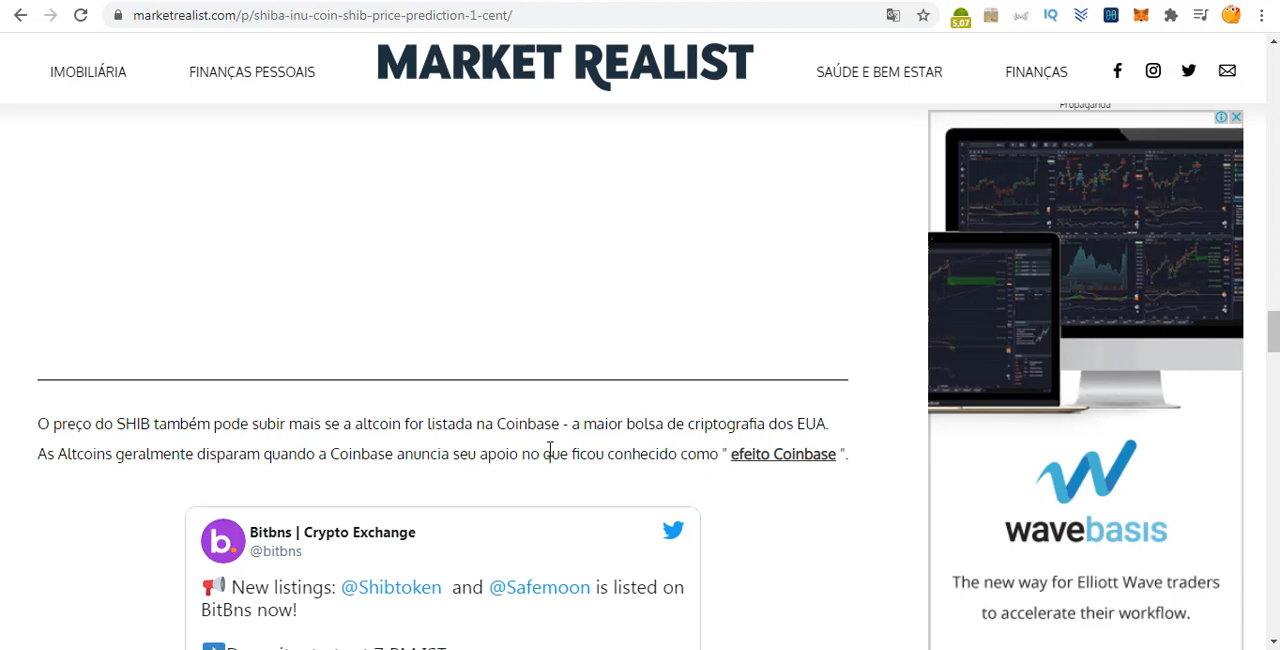 marketrealist.com/p/shiba-inu-coin-shib-price-prediction-1-cent/
5,07
IQ
IMOBILIÁRIA
FINANÇAS PESSOAIS
MARKET REALIST
SAÚDE E BEM ESTAR
FINANÇAS
Propaganda
O preço do SHIB também pode subir mais se a altcoin for listada na Coinbase - a maior bolsa de criptografia dos EUA.
As Altcoins geralmente disparam quando a Coinbase anuncia seu apoio no que ficou conhecido como " efeito Coinbase ".
b.
Bitbns | Crypto Exchange
@bitbns
New listings: @Shibtoken and @Safemoon is listed on
BitBns now!
wavebasis
The new way for Elliott Wave traders
to accelerate their workflow.